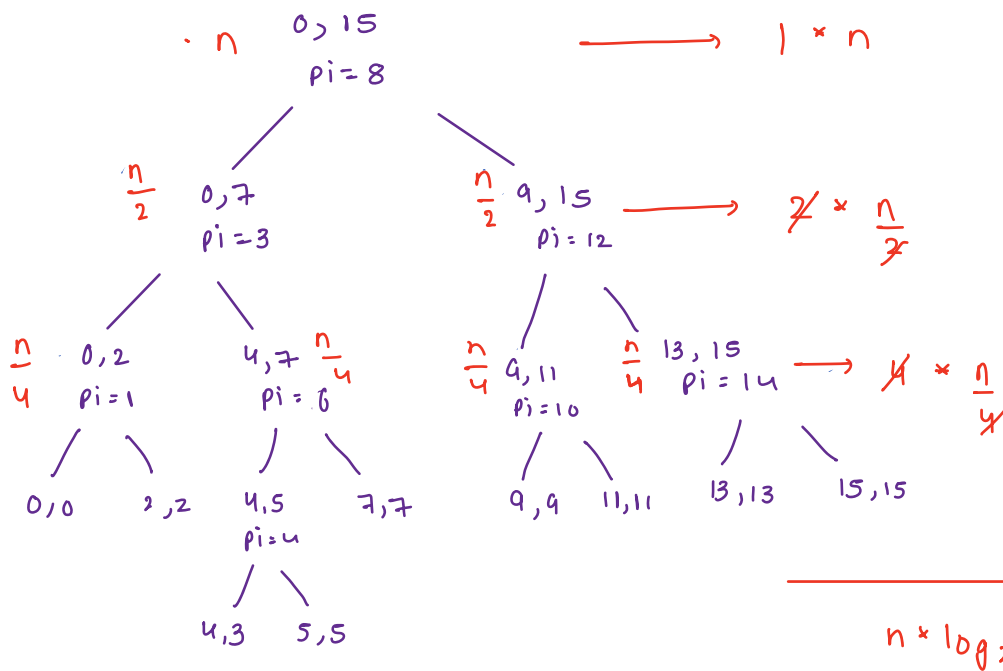 n 0, 15 1 * n
pi = 8
n/2 0, 7 n/2 9, 15 2 * n/2
pi = 3 pi = 12
n/4 0, 2 4, 7 n/4 n/4 9, 11 n/4 13, 15 4 * n/4
pi = 1 pi = 6 pi = 10 pi = 14
0, 0 2, 2 4, 5 7, 7 9, 9 11, 11 13, 13 15, 15
pi = 4
4, 3 5, 5
n * log